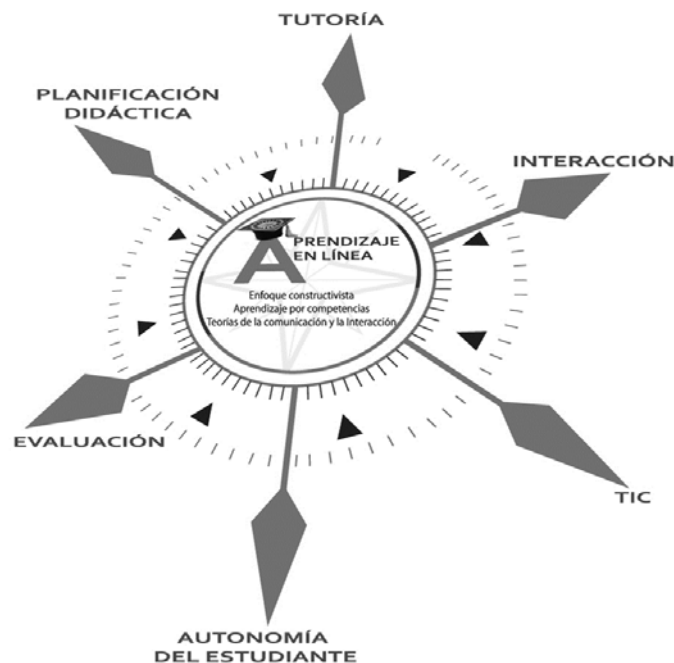 TUTORÍA
PLANIFICACIÓN
DIDÁCTICA
INTERACCIÓN
APRENDIZAJE
EN LÍNEA
Enfoque constructivista
Aprendizaje por competencias
Teorías de la comunicación y la Interacción
EVALUACIÓN
TIC
AUTONOMÍA
DEL ESTUDIANTE